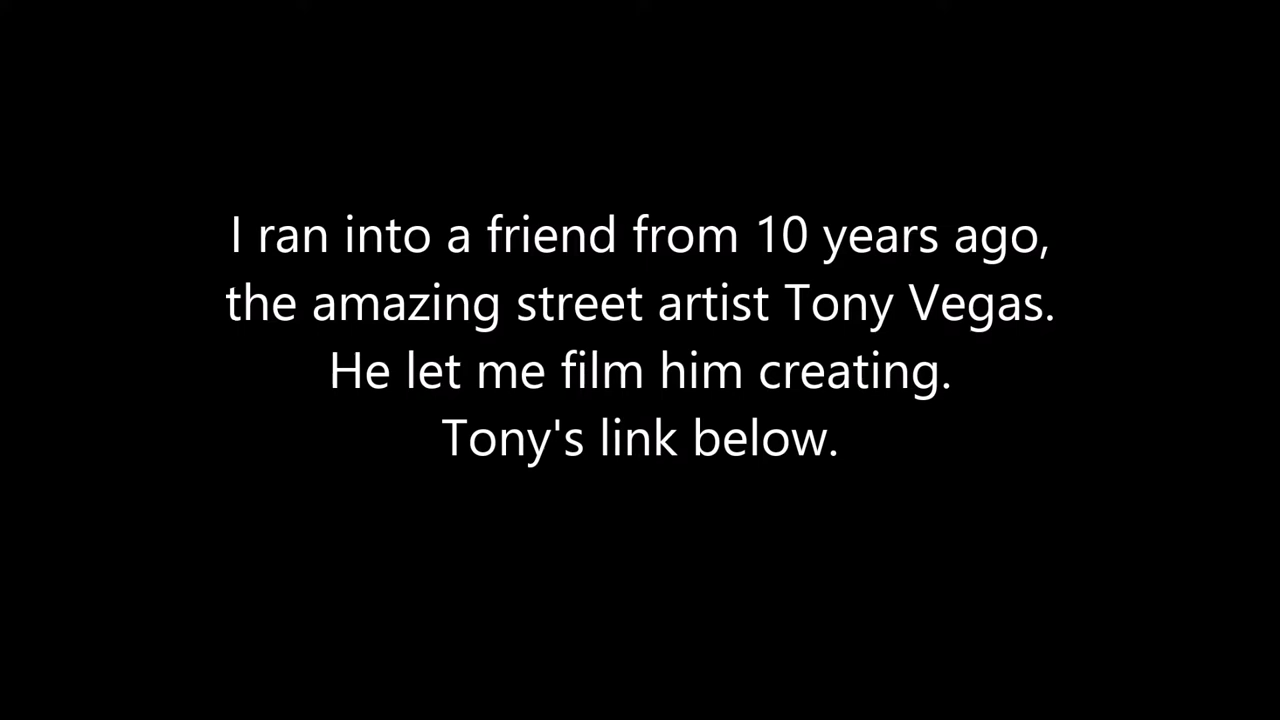 I ran into a friend from 10 years ago,
the amazing street artist Tony Vegas.
He let me film him creating.
Tony's link below.